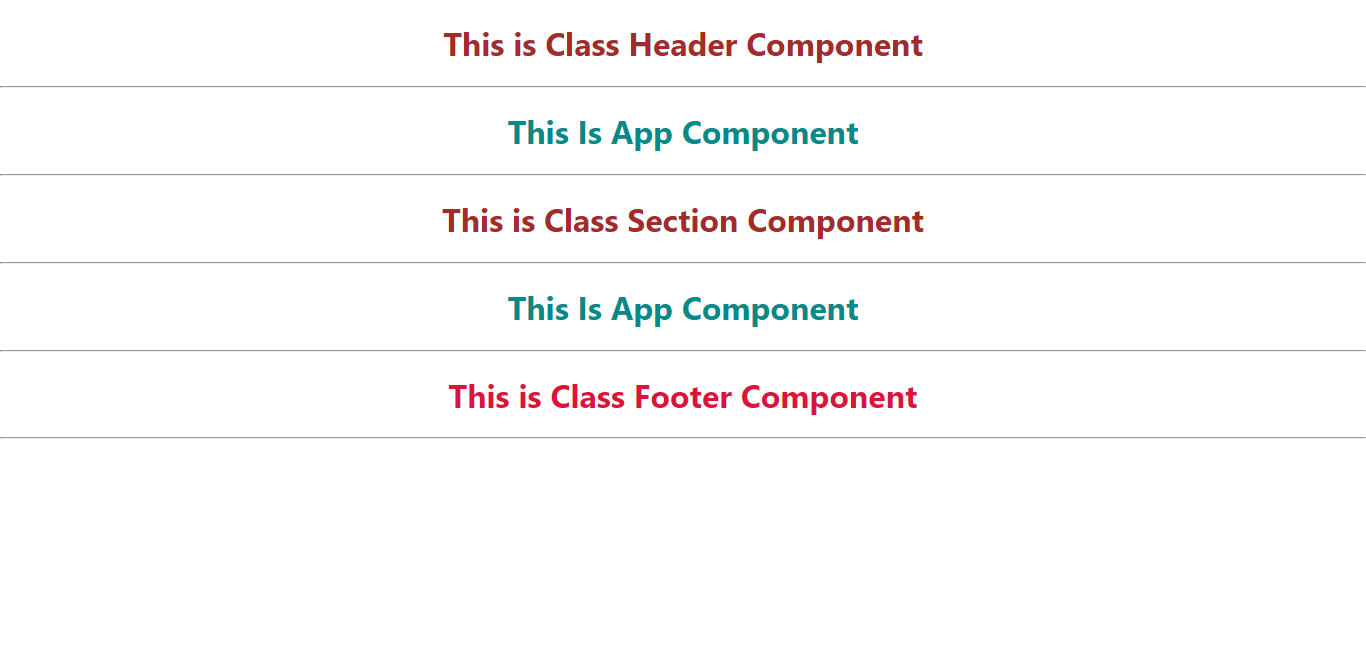 This is Class Header Component
This Is App Component
This is Class Section Component
This Is App Component
This is Class Footer Component